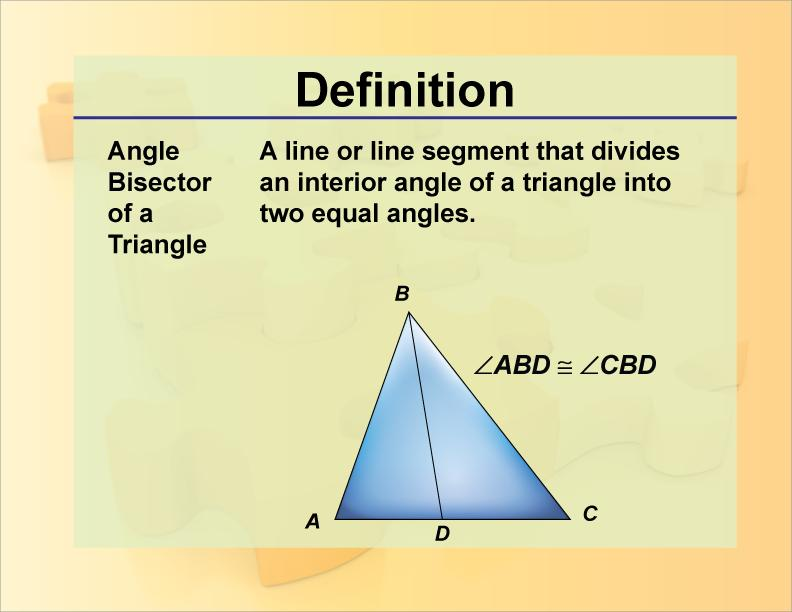 Definition
Angle
Bisector
of a
Triangle
A line or line segment that divides
an interior angle of a triangle into
two equal angles.
B
∠ABD ≅ ∠CBD
A
C
D